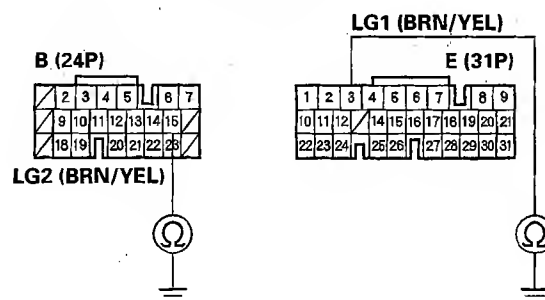 LG1 (BRN/YEL)
B (24P)
E (31P)
2 3 4 5 6 7
9 10 11 12 13 14 15
18 19 20 21 22 23
LG2 (BRN/YEL)
Ω
1 2 3 4 5 6 7 8 9
10 11 12 14 15 16 17 18 19 20 21
22 23 24 25 26 27 28 29 30 31
Ω